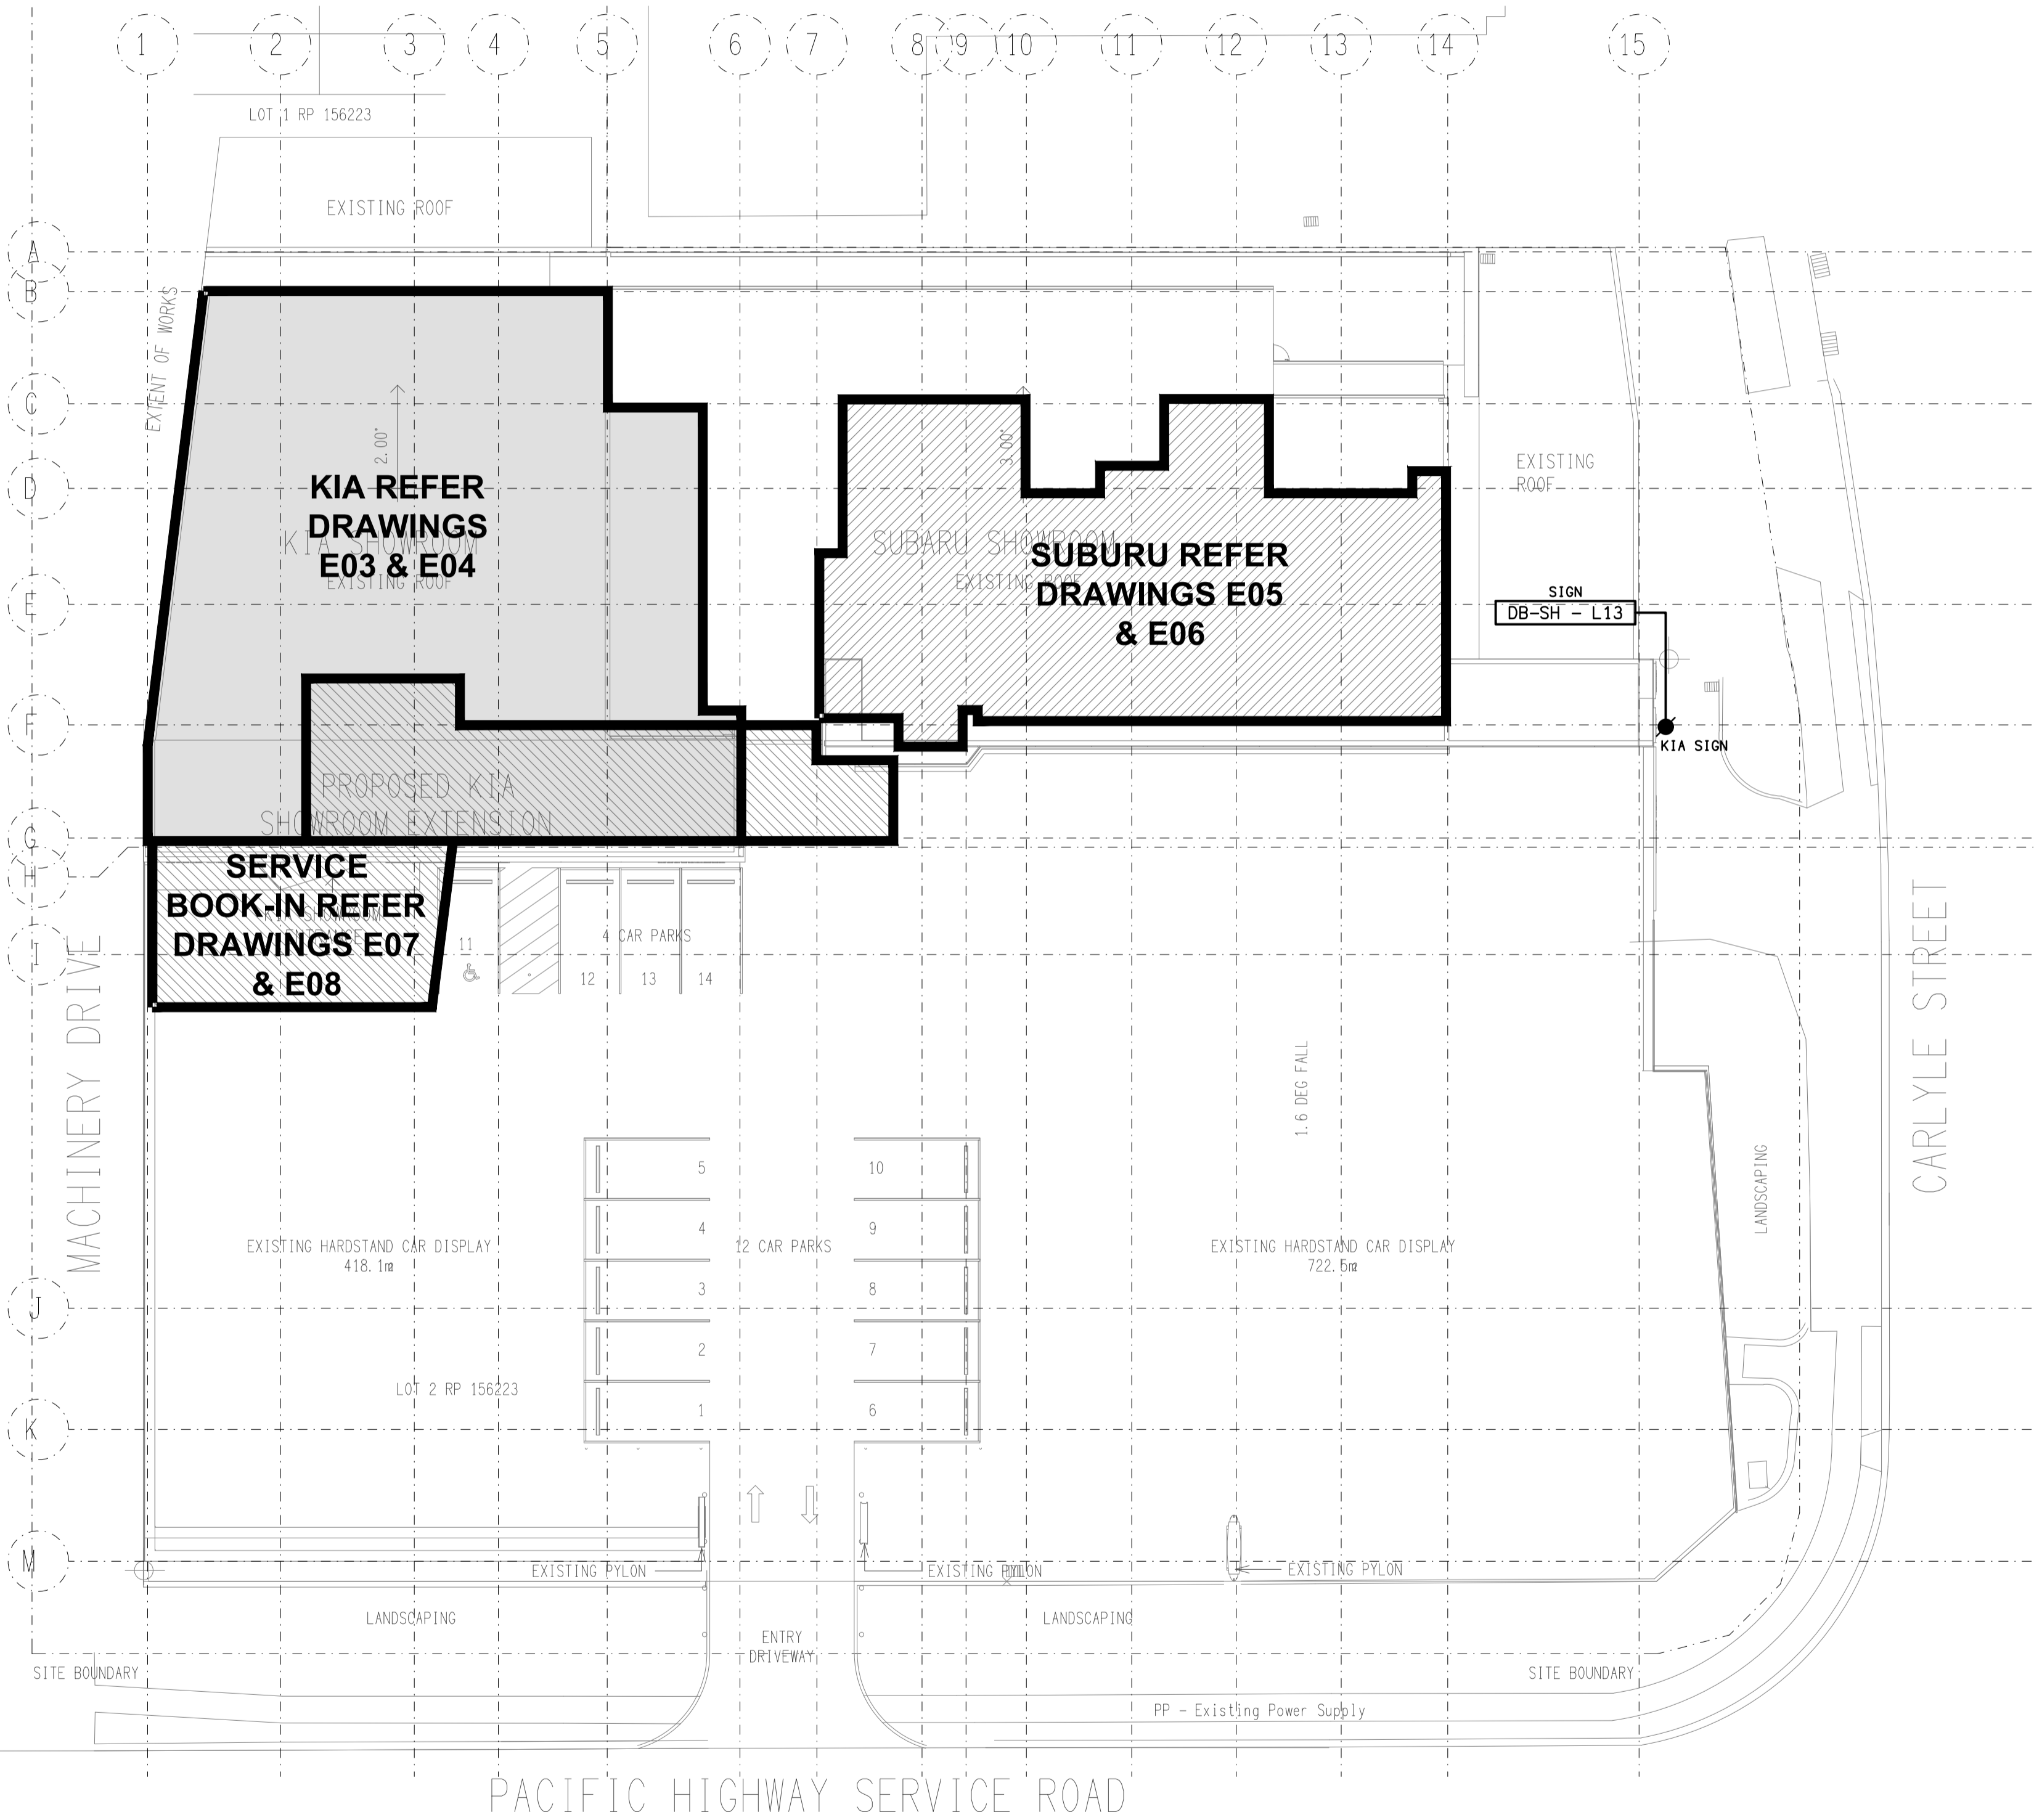 1 2 3 4 5 6 7 8 9 10 11 12 13 14 15
LOT 1 RP 156223
EXISTING ROOF
A
B
EXTENT OF WORKS
C
2.00°
3.00°
EXISTING
ROOF
D
KIA REFER
DRAWINGS
E03 & E04
KIA SHOWROOM
EXISTING ROOF
SUBARU SHOWROOM
EXISTING ROOF
SUBURU REFER
DRAWINGS E05
& E06
E
SIGN
DB-SH - L13
F
KIA SIGN
PROPOSED KIA
SHOWROOM EXTENSION
G
H
SERVICE
BOOK-IN REFER
DRAWINGS E07
& E08
KIA SHOWROOM
ENTRANCE
I
11
4 CAR PARKS
12 13 14
MACHINERY DRIVE
CARLYLE STREET
1.6 DEG FALL
LANDSCAPING
5 10
4 9
EXISTING HARDSTAND CAR DISPLAY
418.1m2
12 CAR PARKS
EXISTING HARDSTAND CAR DISPLAY
722.5m2
3 8
J
2 7
LOT 2 RP 156223
1 6
K
M
EXISTING PYLON
EXISTING PYLON
EXISTING PYLON
LANDSCAPING
LANDSCAPING
ENTRY
DRIVEWAY
SITE BOUNDARY
SITE BOUNDARY
PP - Existing Power Supply
PACIFIC HIGHWAY SERVICE ROAD